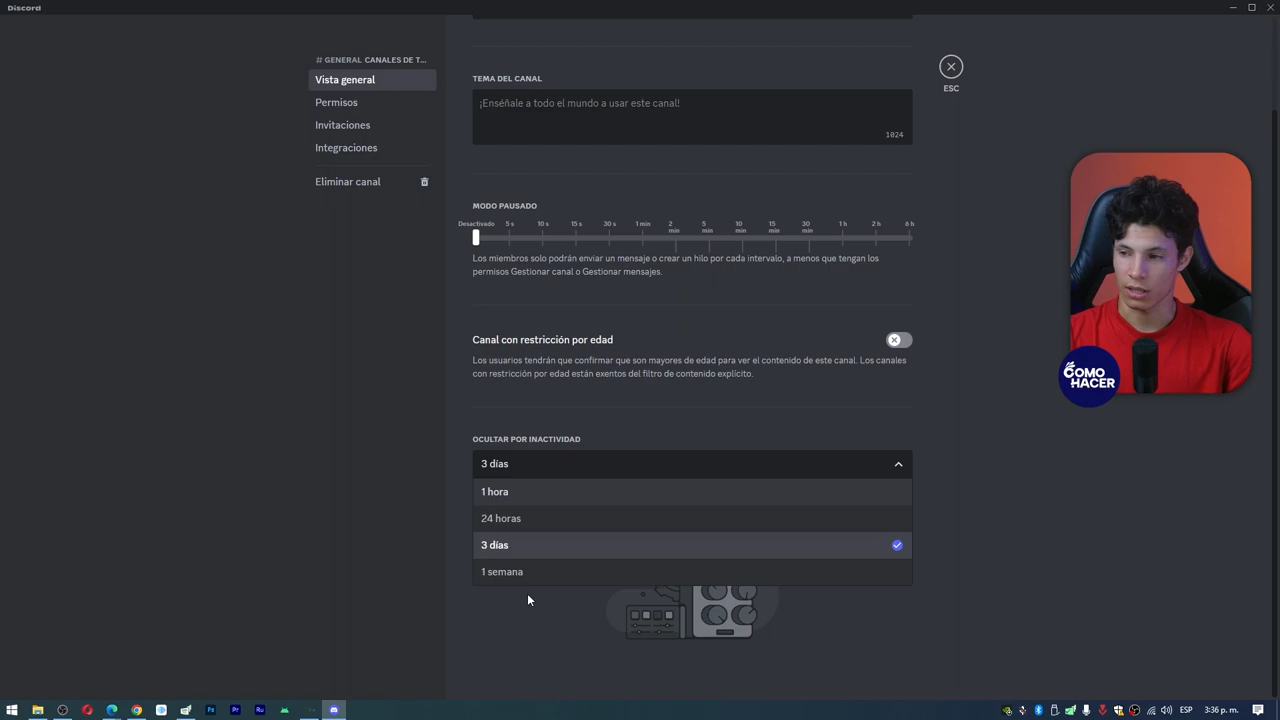 Discord
# GENERAL CANALES DE T...
Vista general
Permisos
Invitaciones
Integraciones
Eliminar canal
ESC
TEMA DEL CANAL
¡Enséñale a todo el mundo a usar este canal!
1024
MODO PAUSADO
Desactivado 5 s 10 s 15 s 30 s 1 min 2 min 5 min 10 min 15 min 30 min 1 h 2 h 6 h
Los miembros solo podrán enviar un mensaje o crear un hilo por cada intervalo, a menos que tengan los
permisos Gestionar canal o Gestionar mensajes.
Canal con restricción por edad
Los usuarios tendrán que confirmar que son mayores de edad para ver el contenido de este canal. Los canales
con restricción por edad están exentos del filtro de contenido explícito.
OCULTAR POR INACTIVIDAD
3 días
1 hora
24 horas
3 días
1 semana
COMO
HACER
Ps Pr Ru
ESP 3:36 p. m.